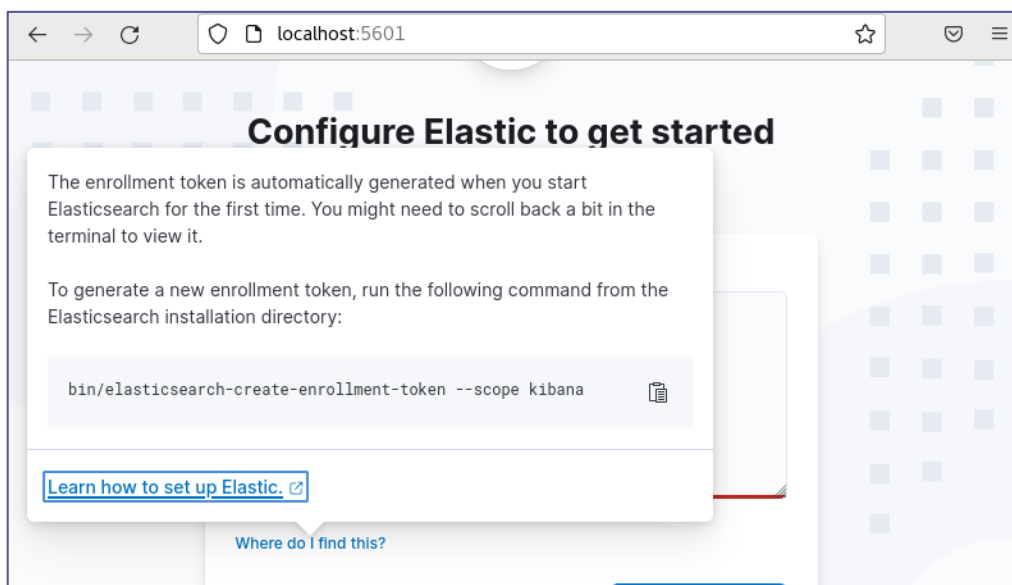 localhost:5601
Configure Elastic to get started
The enrollment token is automatically generated when you start
Elasticsearch for the first time. You might need to scroll back a bit in the
terminal to view it.
To generate a new enrollment token, run the following command from the
Elasticsearch installation directory:
bin/elasticsearch-create-enrollment-token --scope kibana
Learn how to set up Elastic.
Where do I find this?